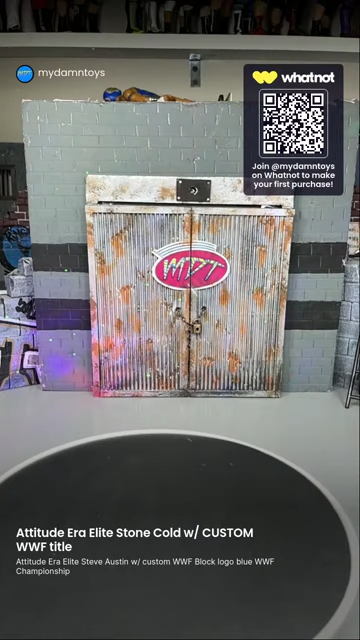 mydamntoys
whatnot
Join @mydamntoys
on Whatnot to make
your first purchase!
MDT
Attitude Era Elite Stone Cold w/ CUSTOM
WWF title
Attitude Era Elite Steve Austin w/ custom WWF Block logo blue WWF
Championship